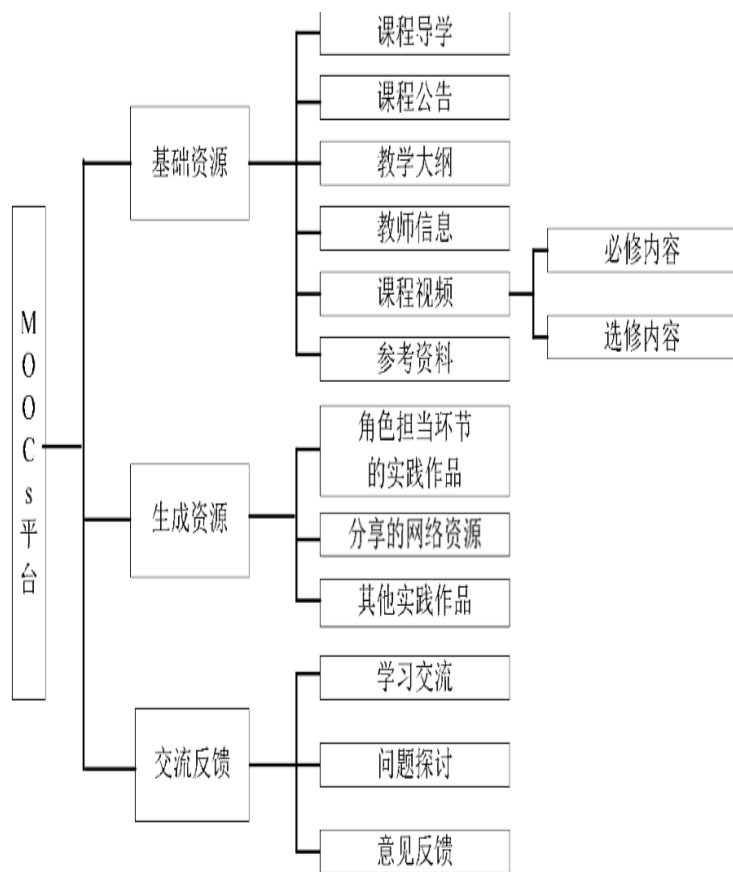 MOOCs平台
基础资源
课程导学
课程公告
教学大纲
教师信息
课程视频
必修内容
选修内容
参考资料
生成资源
角色担当环节
的实践作品
分享的网络资源
其他实践作品
交流反馈
学习交流
问题探讨
意见反馈